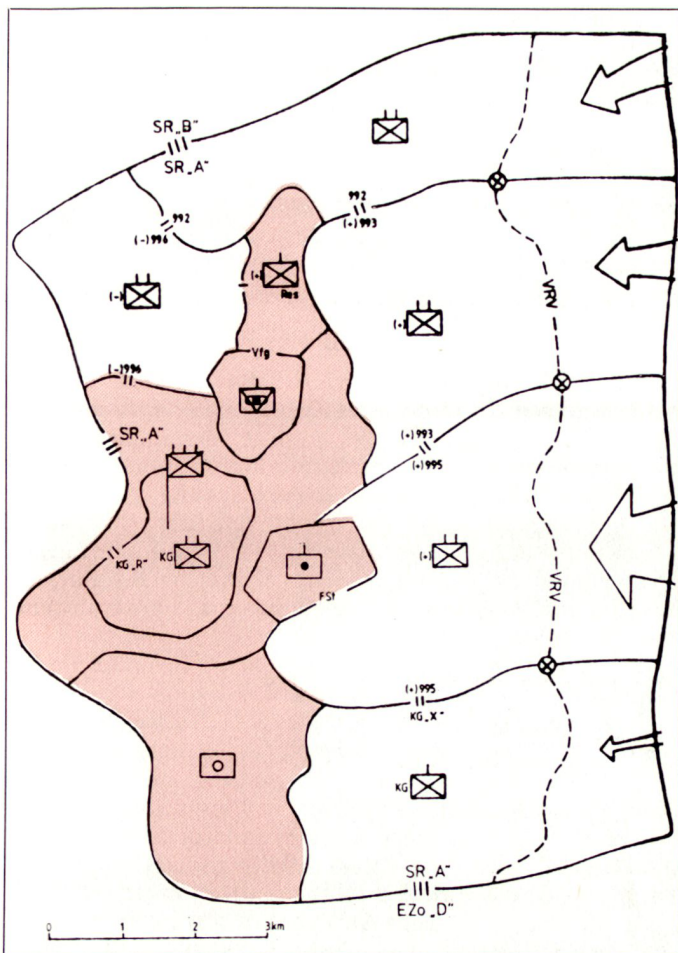 SR„B"
SR„A"
992
(–)996
992
(+)993
(–)
(+)
Res
(+)
VRV
Vfg
(–)996
SR„A"
(+)993
(+)995
KG„R"
KG
FSt
(+)
VRV
(+)995
KG„X"
KG
SR„A"
EZo„D"
0 1 2 3km